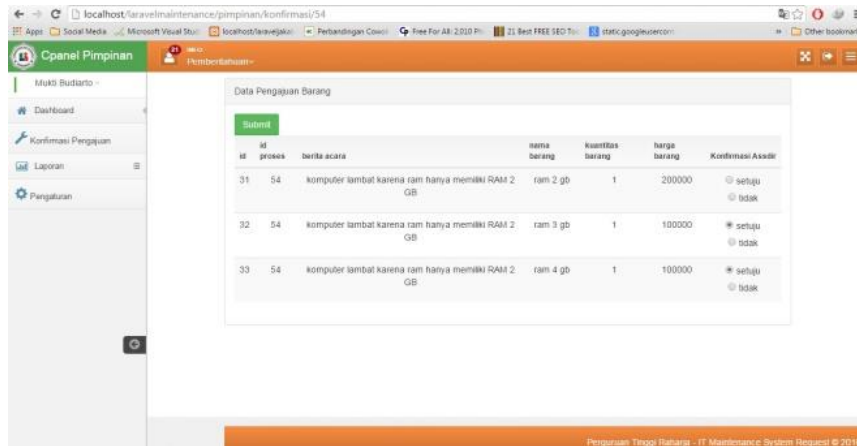 localhost/laravelmaintenance/pimpinan/konfirmasi/54
Apps Social Media Microsoft Visual Stud localhost/laraveljaka Perbandingan Cowo Free For All: 2,010 Ph 21 Best FREE SEO To static.googleusercont » Other bookmar
Cpanel Pimpinan
21
Pemberitahuan
Mukti Budiarto
Dashboard
Konfirmasi Pengajuan
Laporan
Pengaturan
Data Pengajuan Barang
Submit
id id proses berita acara nama barang kuantitas barang harga barang Konfirmasi Assdir
31 54 komputer lambat karena ram hanya memiliki RAM 2 ram 2 gb 1 200000 setuju
GB tidak
32 54 komputer lambat karena ram hanya memiliki RAM 2 ram 3 gb 1 100000 setuju
GB tidak
33 54 komputer lambat karena ram hanya memiliki RAM 2 ram 4 gb 1 100000 setuju
GB tidak
Perguruan Tinggi Raharja - IT Maintenance System Request ©